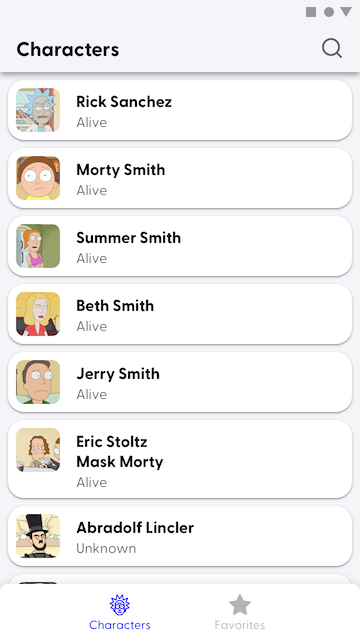 Characters
Rick Sanchez
Alive
Morty Smith
Alive
Summer Smith
Alive
Beth Smith
Alive
Jerry Smith
Alive
Eric Stoltz
Mask Morty
Alive
Abradolf Lincler
Unknown
Characters
Favorites